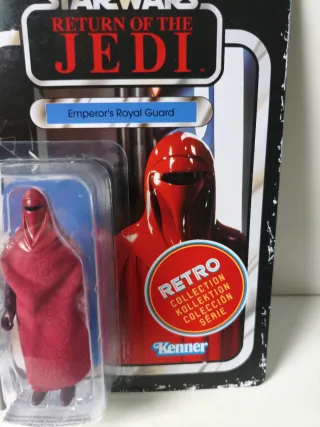 STAR WARS
RETURN OF THE
JEDI
Emperor's Royal Guard
RETRO
COLLECTION
KOLLEKTION
COLECCIÓN
SÉRIE
Kenner